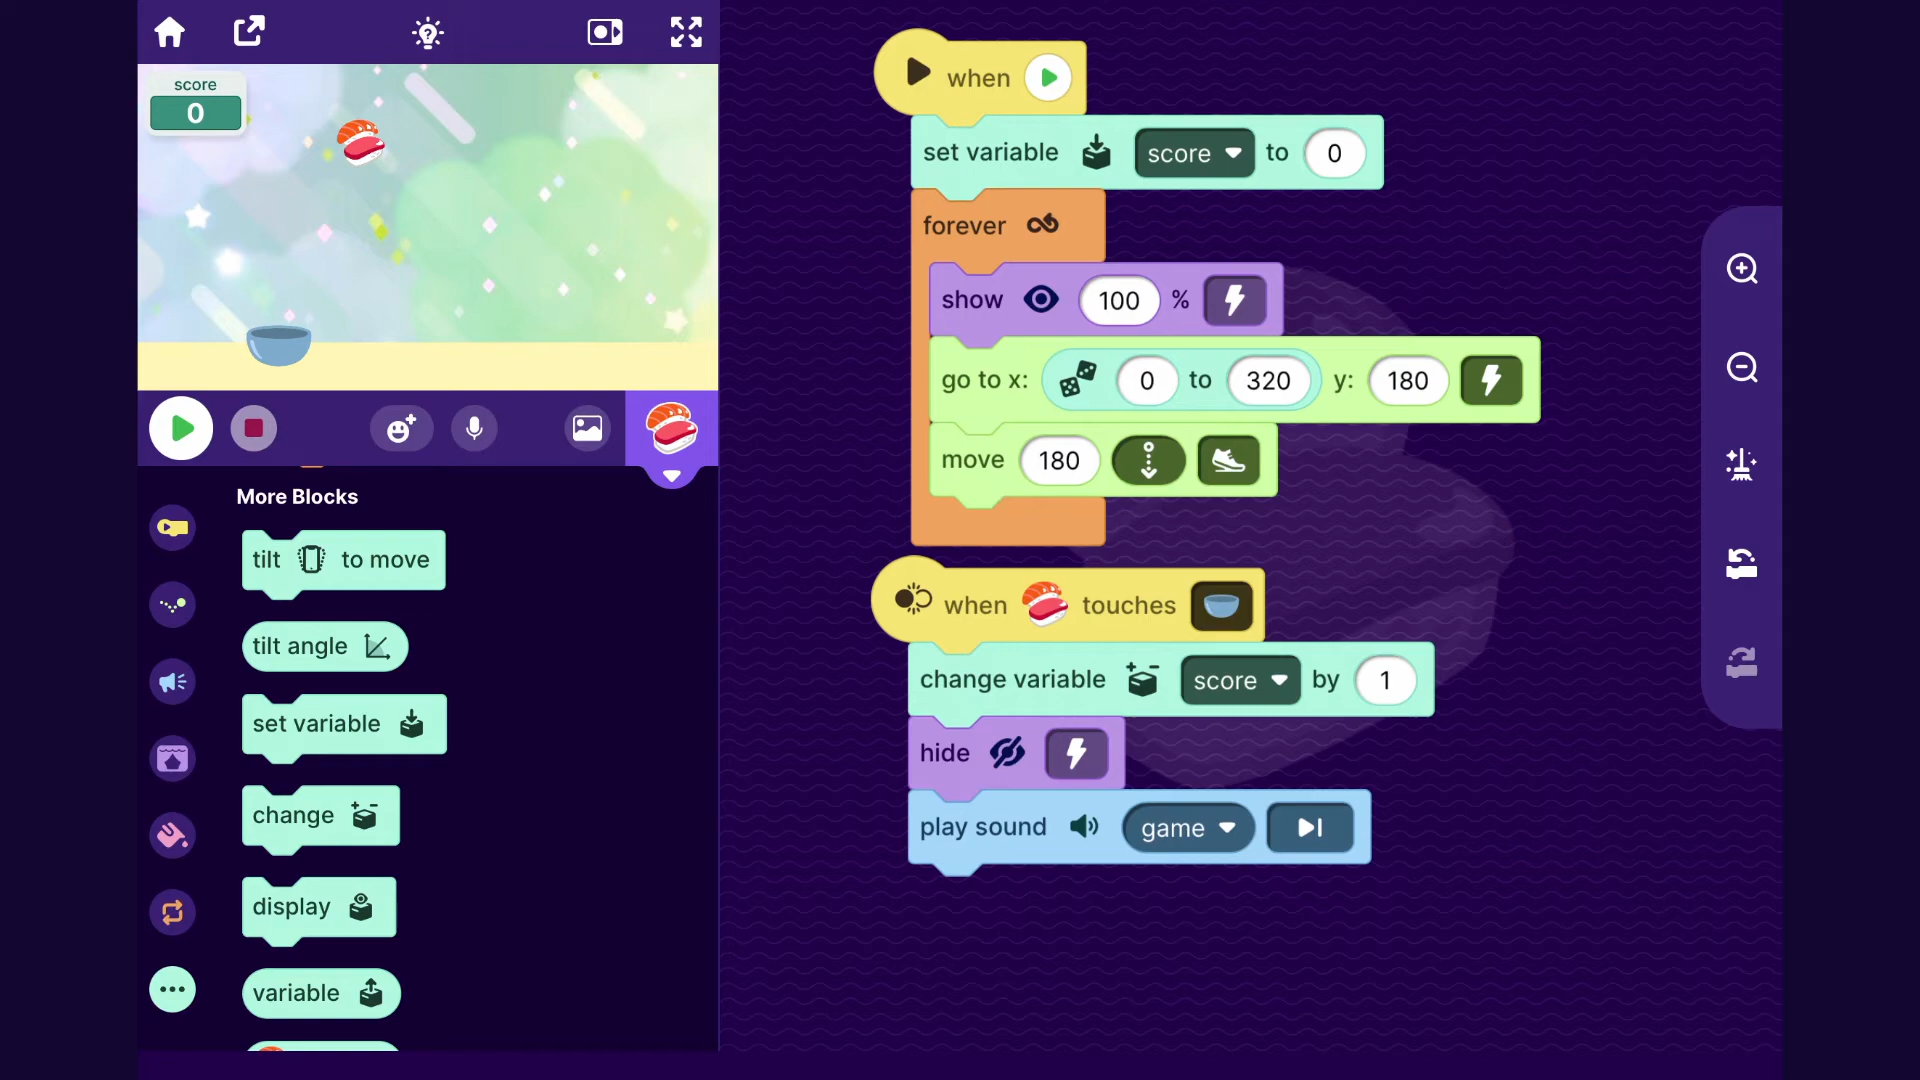 score
0
More Blocks
tilt to move
tilt angle
set variable
change
display
variable
when
set variable score to 0
forever
show 100 %
go to x: 0 to 320 y: 180
move 180
when touches
change variable score by 1
hide
play sound game